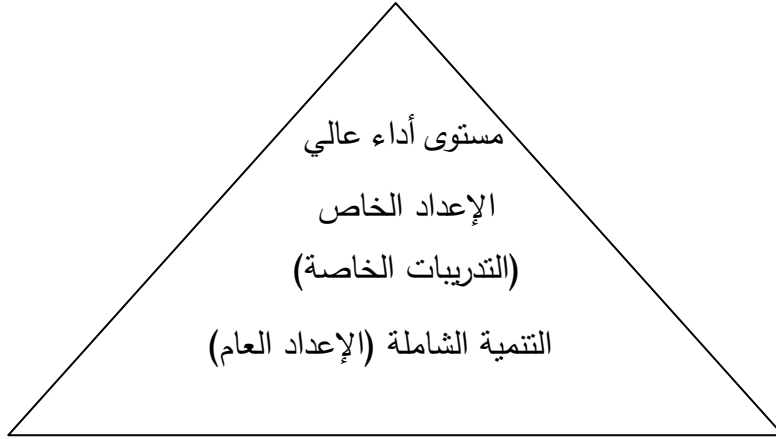 مستوى أداء عالي
الإعداد الخاص
(التدريبات الخاصة)
التنمية الشاملة (الإعداد العام)